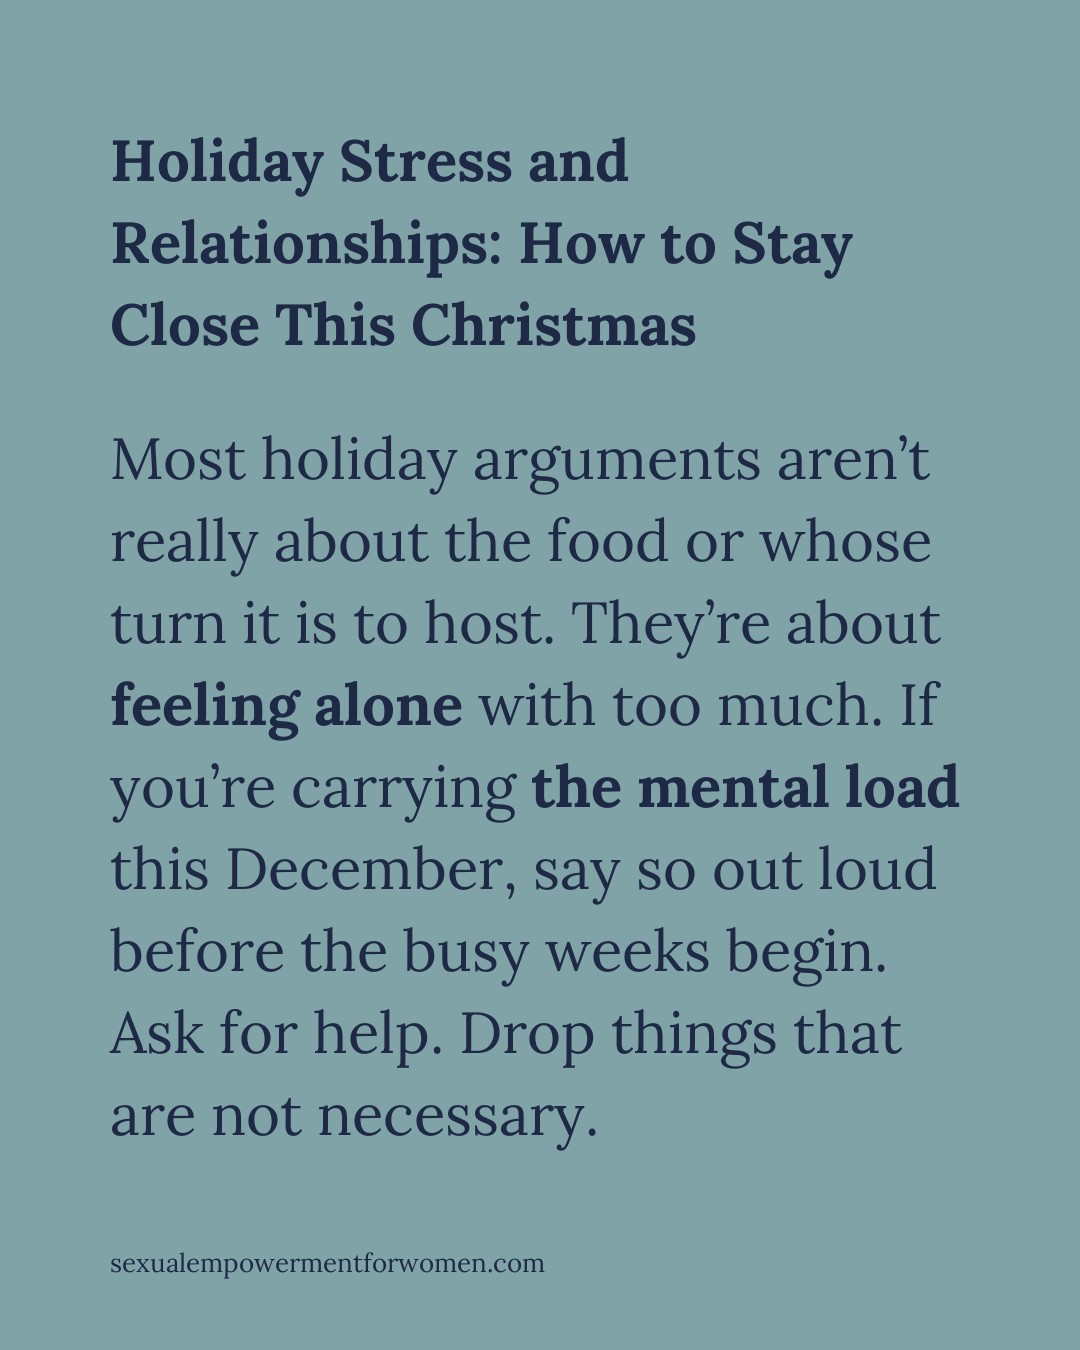 Holiday Stress and
Relationships: How to Stay
Close This Christmas
Most holiday arguments aren’t
really about the food or whose
turn it is to host. They’re about
feeling alone with too much. If
you’re carrying the mental load
this December, say so out loud
before the busy weeks begin.
Ask for help. Drop things that
are not necessary.
sexualempowermentforwomen.com